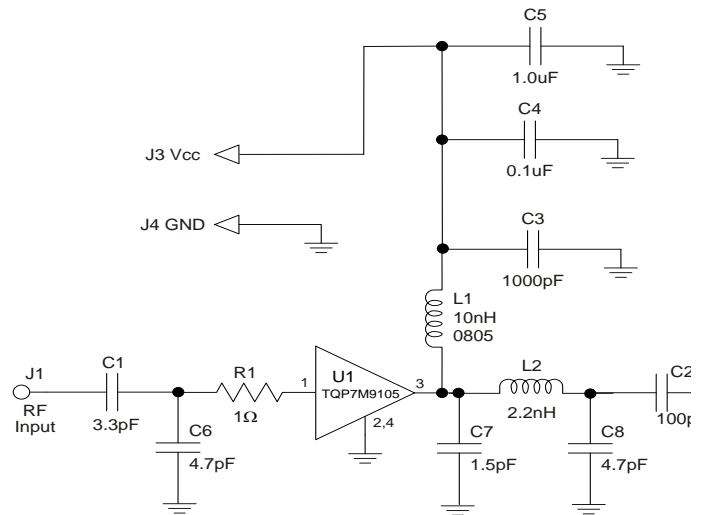 C5
1.0uF
C4
0.1uF
J3 Vcc
J4 GND
C3
1000pF
L1
10nH
0805
J1
RF
Input
C1
3.3pF
C6
4.7pF
R1
1Ω
1
U1
TQP7M9105
3
2,4
C7
1.5pF
L2
2.2nH
C8
4.7pF
C2
100p